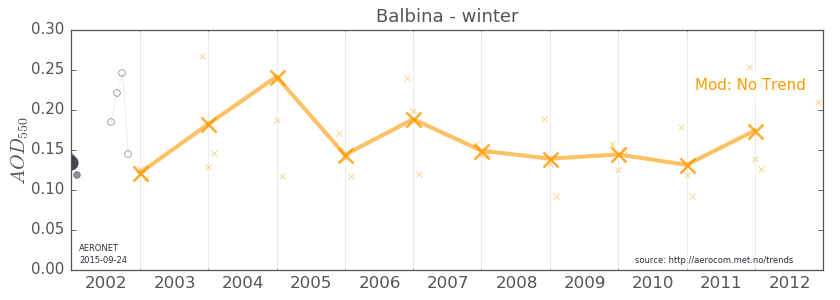 Balbina - winter
0.30
0.25
0.20
0.15
0.10
0.05
0.00
AOD550
Mod: No Trend
AERONET
2015-09-24
source: http://aerocom.met.no/trends
2002 2003 2004 2005 2006 2007 2008 2009 2010 2011 2012